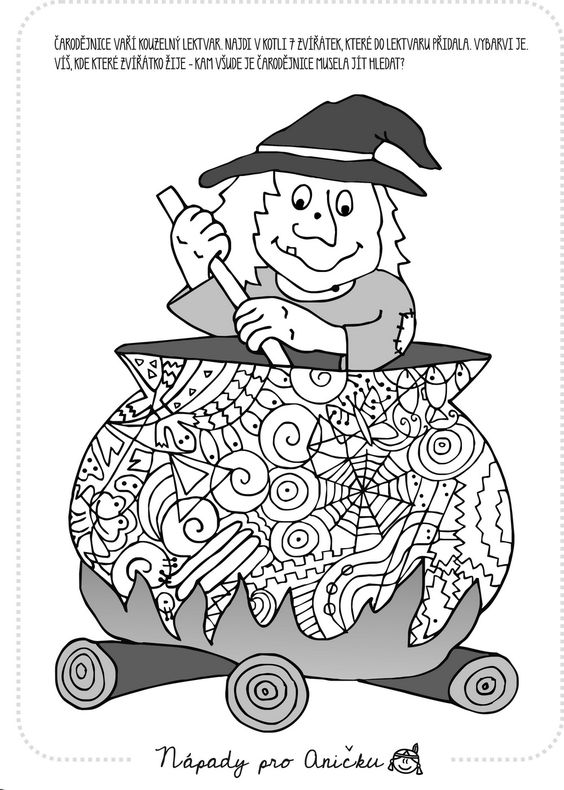 ČARODĚJNICE VAŘÍ KOUZELNÝ LEKTVAR. NAJDI V KOTLI 7 ZVÍŘÁTEK, KTERÉ DO LEKTVARU PŘIDALA. VYBARVI JE.
VÍŠ, KDE KTERÉ ZVÍŘÁTKO ŽIJE - KAM VŠUDE JE ČARODĚJNICE MUSELA JÍT HLEDAT?
Nápady pro Aničku